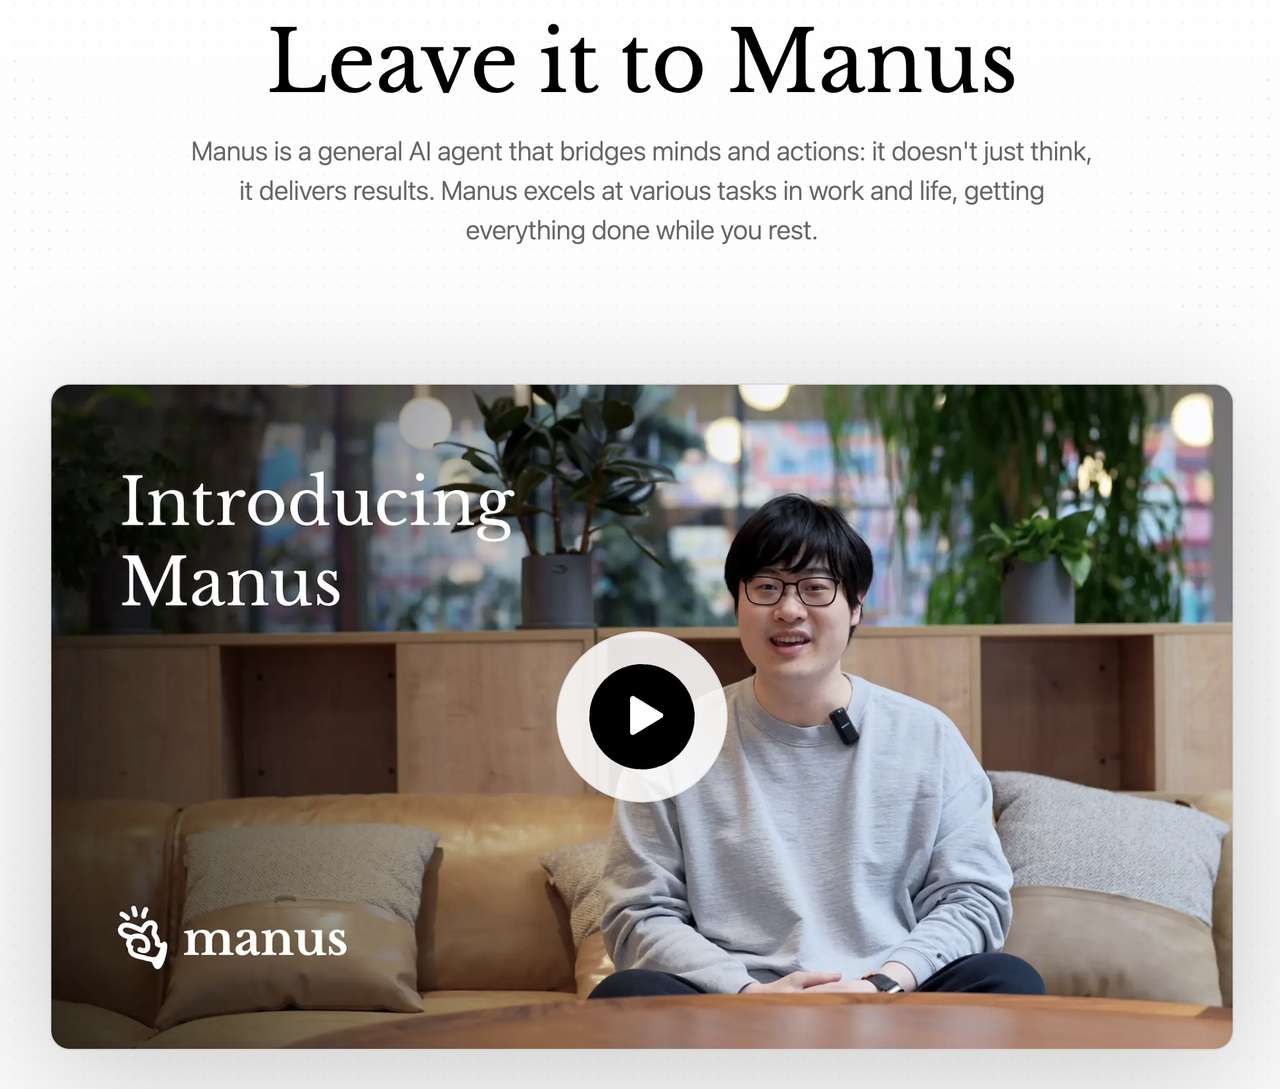 Leave it to Manus
Manus is a general AI agent that bridges minds and actions: it doesn't just think,
it delivers results. Manus excels at various tasks in work and life, getting
everything done while you rest.
Introducing
Manus
manus